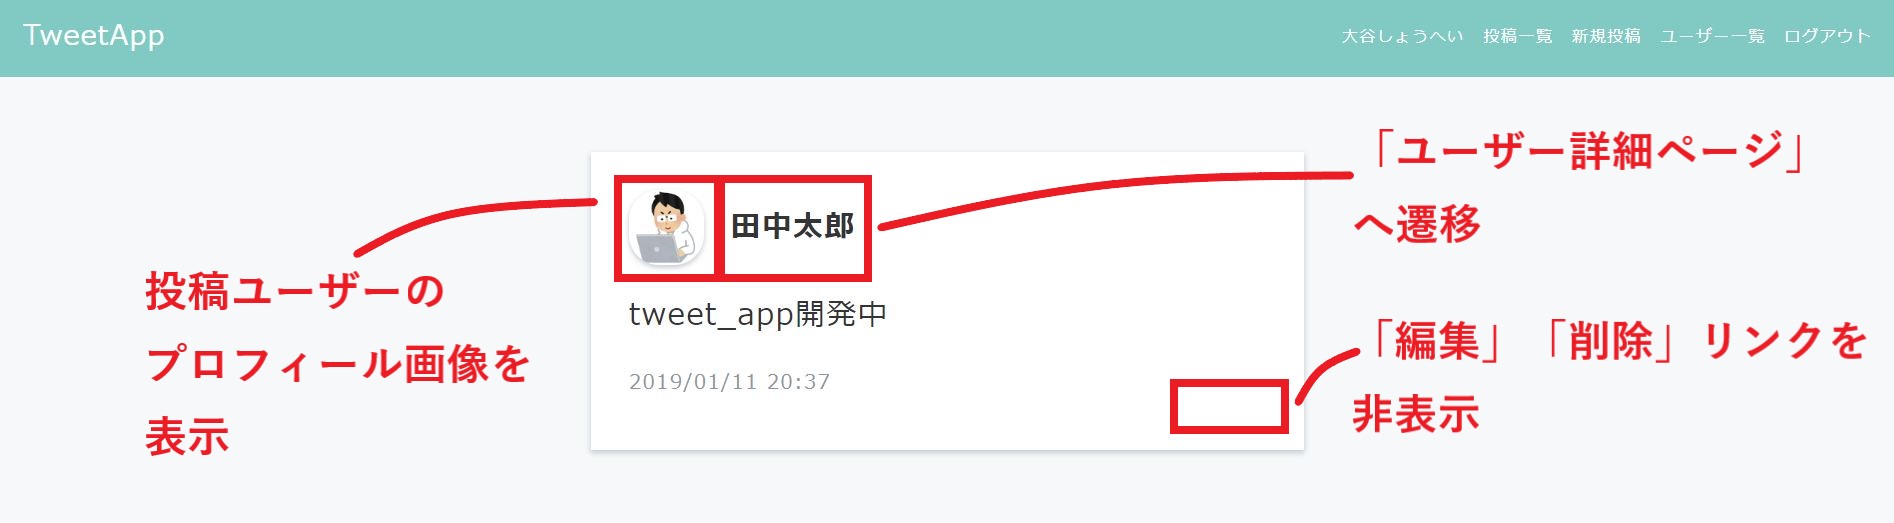 TweetApp
大谷しょうへい 投稿一覧 新規投稿 ユーザー一覧 ログアウト
「ユーザー詳細ページ」
へ遷移
田中太郎
投稿ユーザーの
プロフィール画像を
表示
tweet_app開発中
2019/01/11 20:37
「編集」「削除」リンクを
非表示